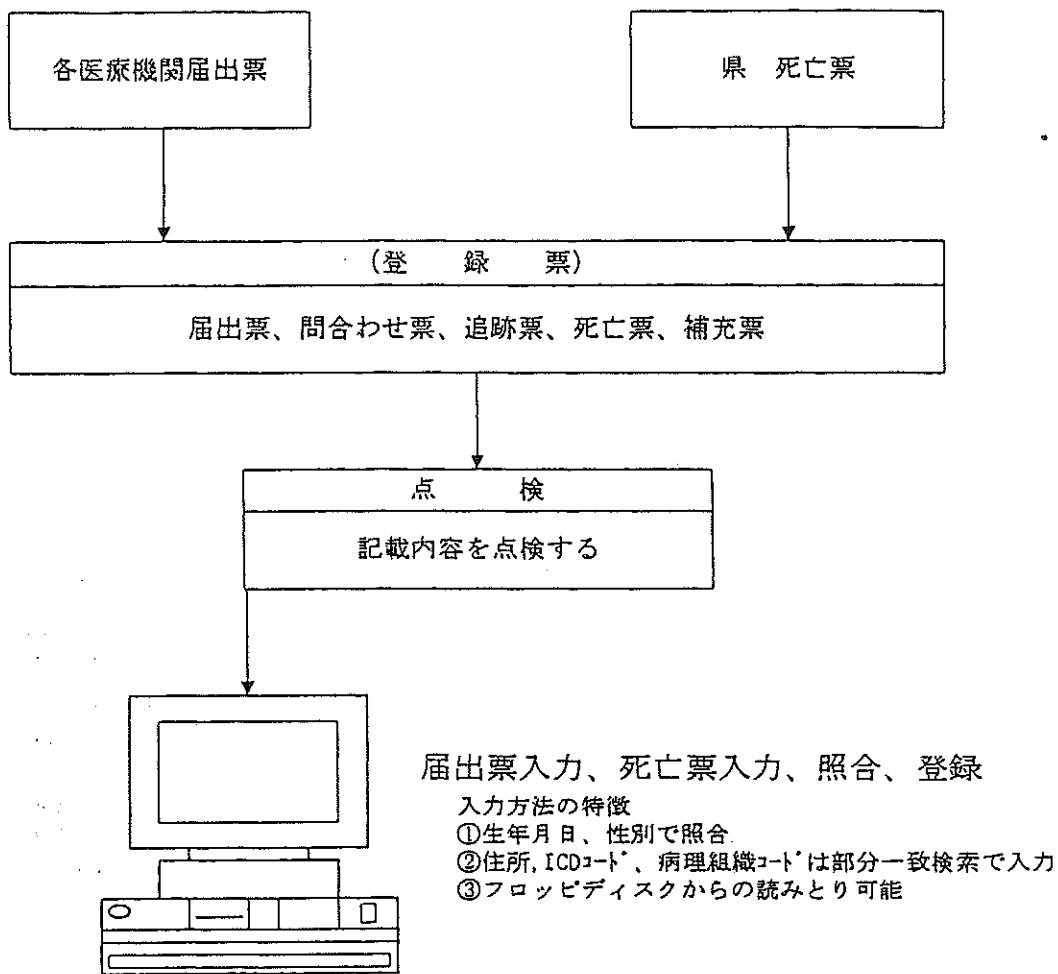 各医療機関届出票
県 死亡票
(登 録 票)
届出票、問合わせ票、追跡票、死亡票、補充票
点 検
記載内容を点検する
届出票入力、死亡票入力、照合、登録
入力方法の特徴
①生年月日、性別で照合
②住所,ICDｺｰﾄﾞ、病理組織ｺｰﾄﾞは部分一致検索で入力
③フロッピディスクからの読みとり可能